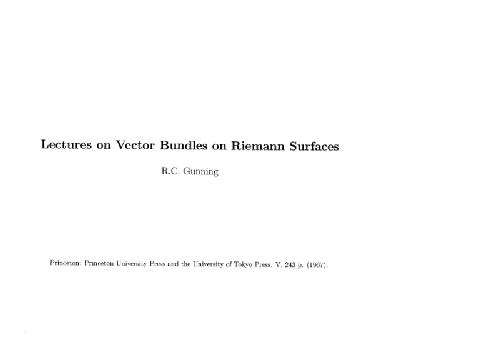 Lectures on Vector Bundles on Riemann Surfaces
R.C. Gunning
Princeton: Princeton University Press and the University of Tokyo Press. V, 243 p. (1967).